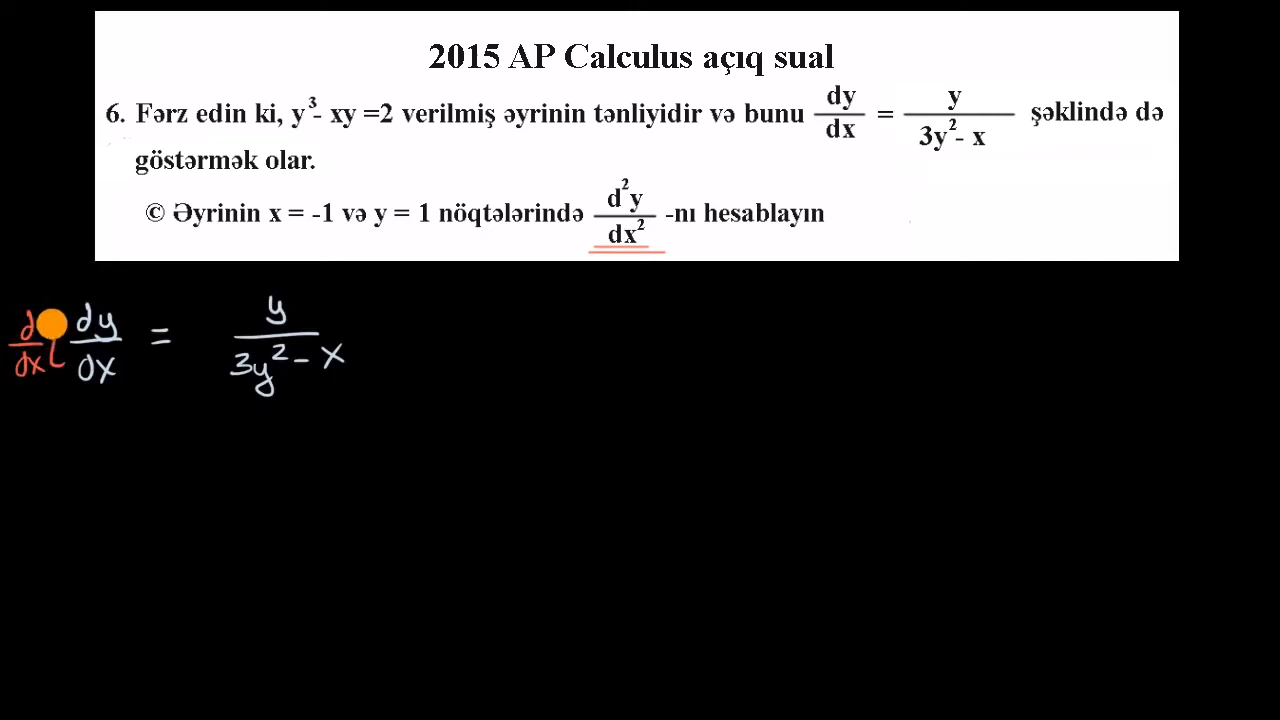 2015 AP Calculus açıq sual
6. Fərz edin ki, y³- xy =2 verilmiş əyrinin tənliyidir və bunu dy/dx = y/(3y²- x) şəklində də
göstərmək olar.
© Əyrinin x = -1 və y = 1 nöqtələrində d²y/dx² -nı hesablayın
d/dx [ dy/dx = y/(3y² - x)